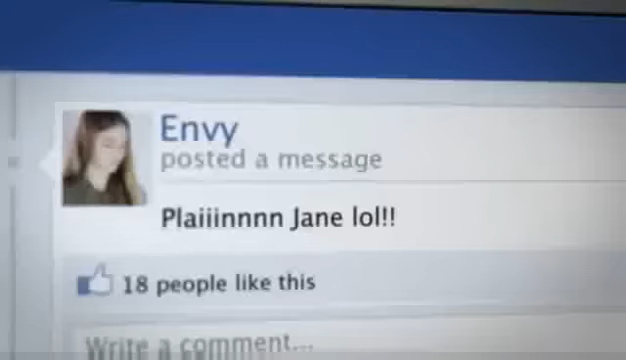 Envy
posted a message
Plaiiinnnn Jane lol!!
18 people like this
Write a comment...